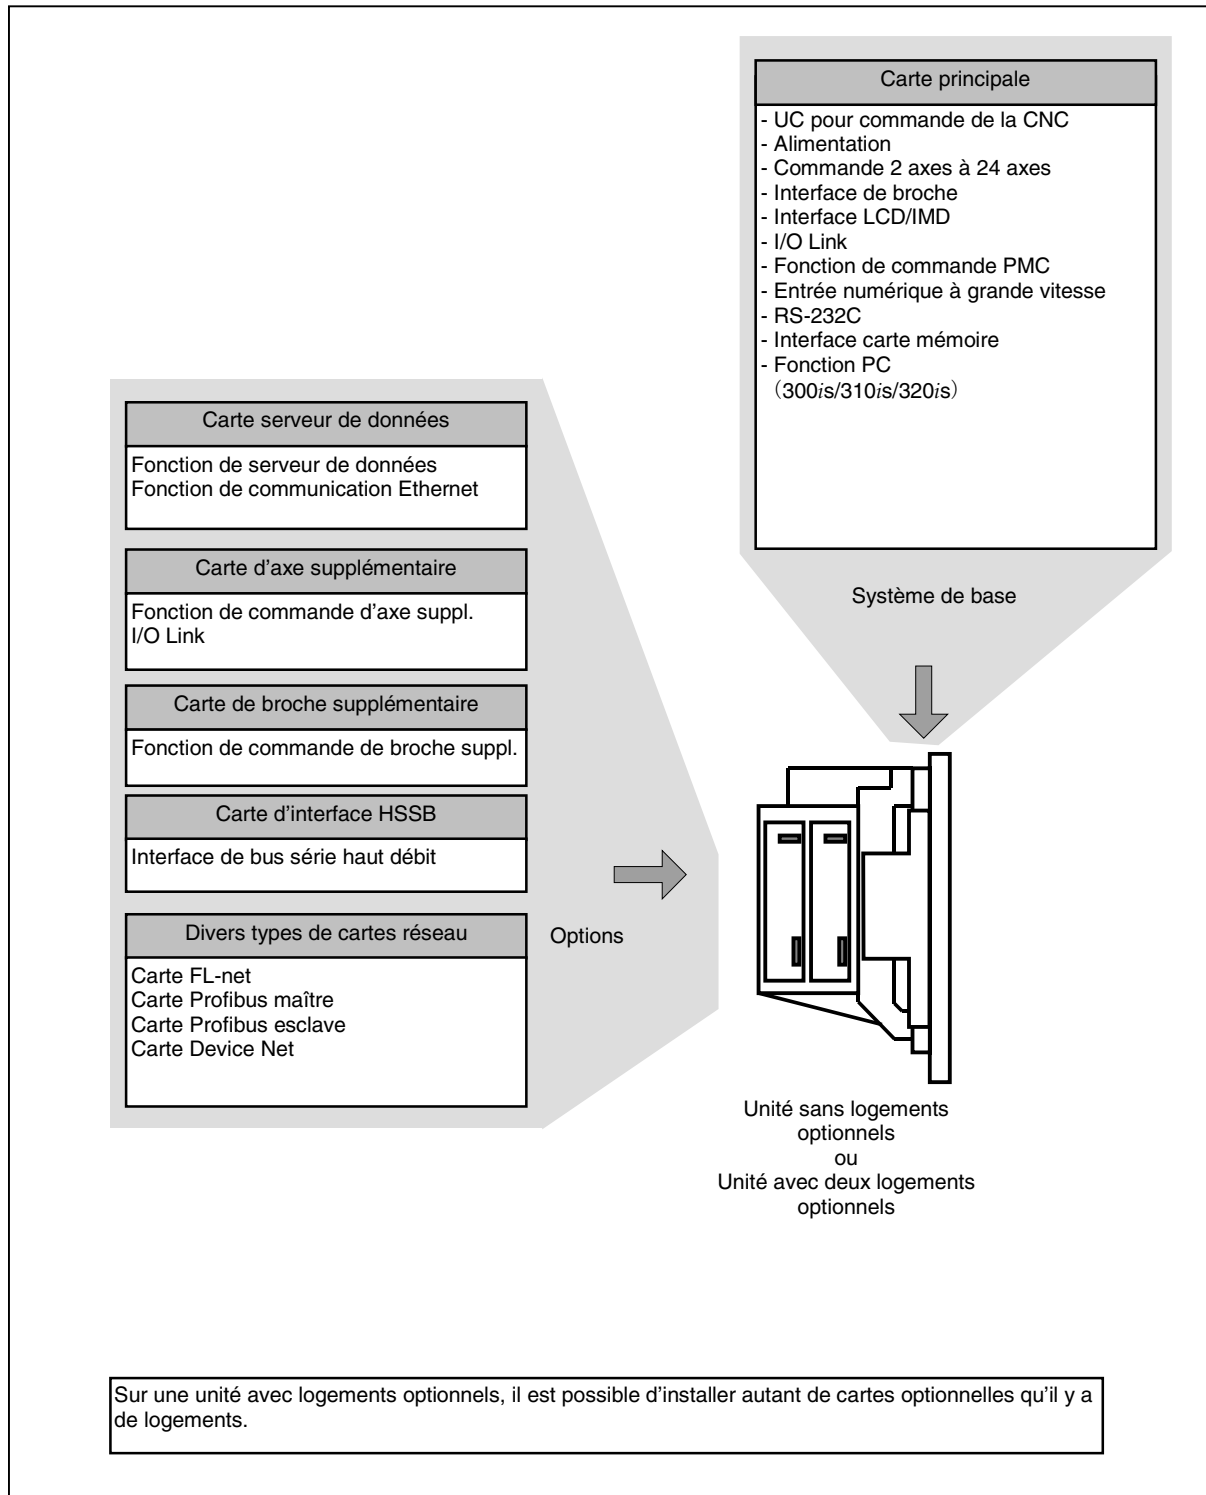 Carte principale
- UC pour commande de la CNC
- Alimentation
- Commande 2 axes à 24 axes
- Interface de broche
- Interface LCD/IMD
- I/O Link
- Fonction de commande PMC
- Entrée numérique à grande vitesse
- RS-232C
- Interface carte mémoire
- Fonction PC
（300is/310is/320is）
Système de base
Carte serveur de données
Fonction de serveur de données
Fonction de communication Ethernet
Carte d'axe supplémentaire
Fonction de commande d'axe suppl.
I/O Link
Carte de broche supplémentaire
Fonction de commande de broche suppl.
Carte d'interface HSSB
Interface de bus série haut débit
Divers types de cartes réseau
Carte FL-net
Carte Profibus maître
Carte Profibus esclave
Carte Device Net
Options
Unité sans logements
optionnels
ou
Unité avec deux logements
optionnels
Sur une unité avec logements optionnels, il est possible d'installer autant de cartes optionnelles qu'il y a
de logements.